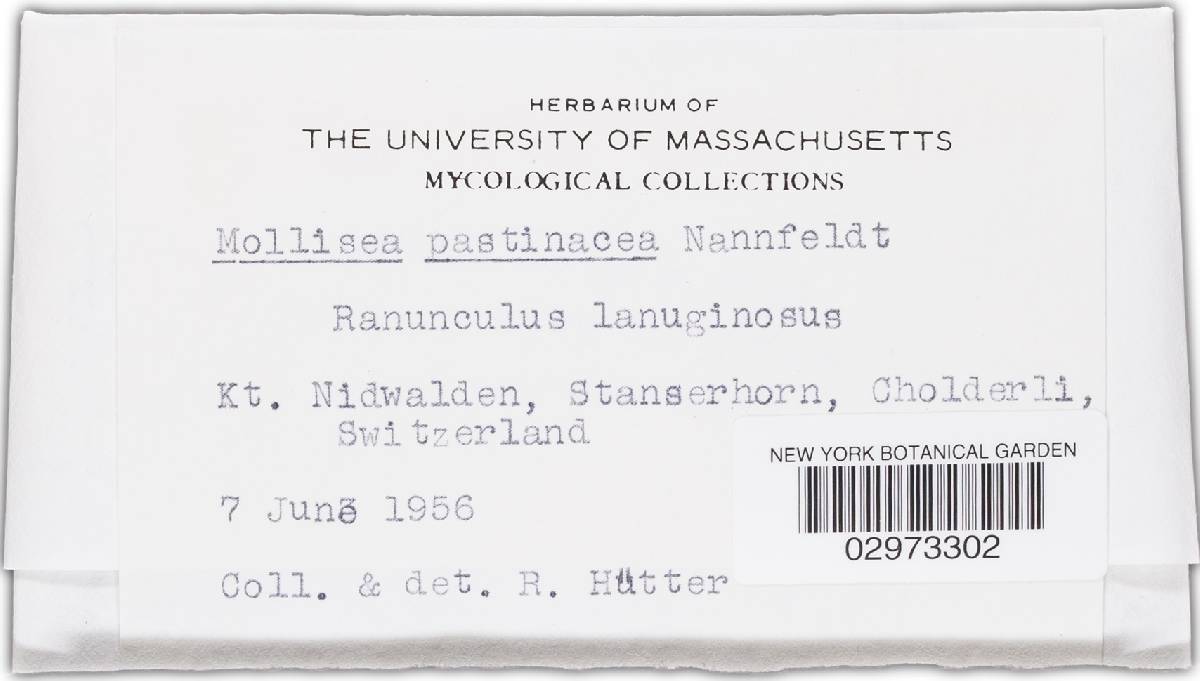 HERBARIUM OF
THE UNIVERSITY OF MASSACHUSETTS
MYCOLOGICAL COLLECTIONS
Mollisea pastinacea Nannfeldt
Ranunculus lanuginosus
Kt. Nidwalden, Stanserhorn, Cholderli,
Switzerland
NEW YORK BOTANICAL GARDEN
02973302
7 June 1956
Coll. & det. R. Hütter